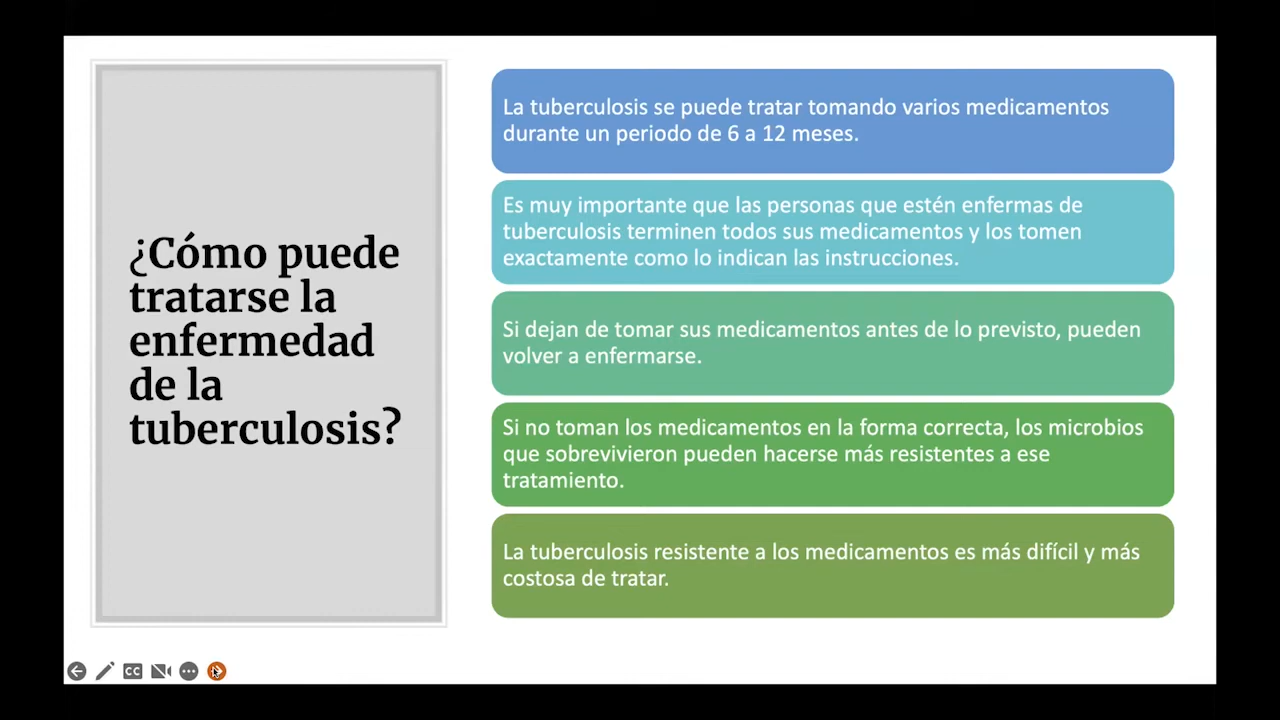 ¿Cómo puede
tratarse la
enfermedad
de la
tuberculosis?
La tuberculosis se puede tratar tomando varios medicamentos
durante un periodo de 6 a 12 meses.
Es muy importante que las personas que estén enfermas de
tuberculosis terminen todos sus medicamentos y los tomen
exactamente como lo indican las instrucciones.
Si dejan de tomar sus medicamentos antes de lo previsto, pueden
volver a enfermarse.
Si no toman los medicamentos en la forma correcta, los microbios
que sobrevivieron pueden hacerse más resistentes a ese
tratamiento.
La tuberculosis resistente a los medicamentos es más difícil y más
costosa de tratar.
CC